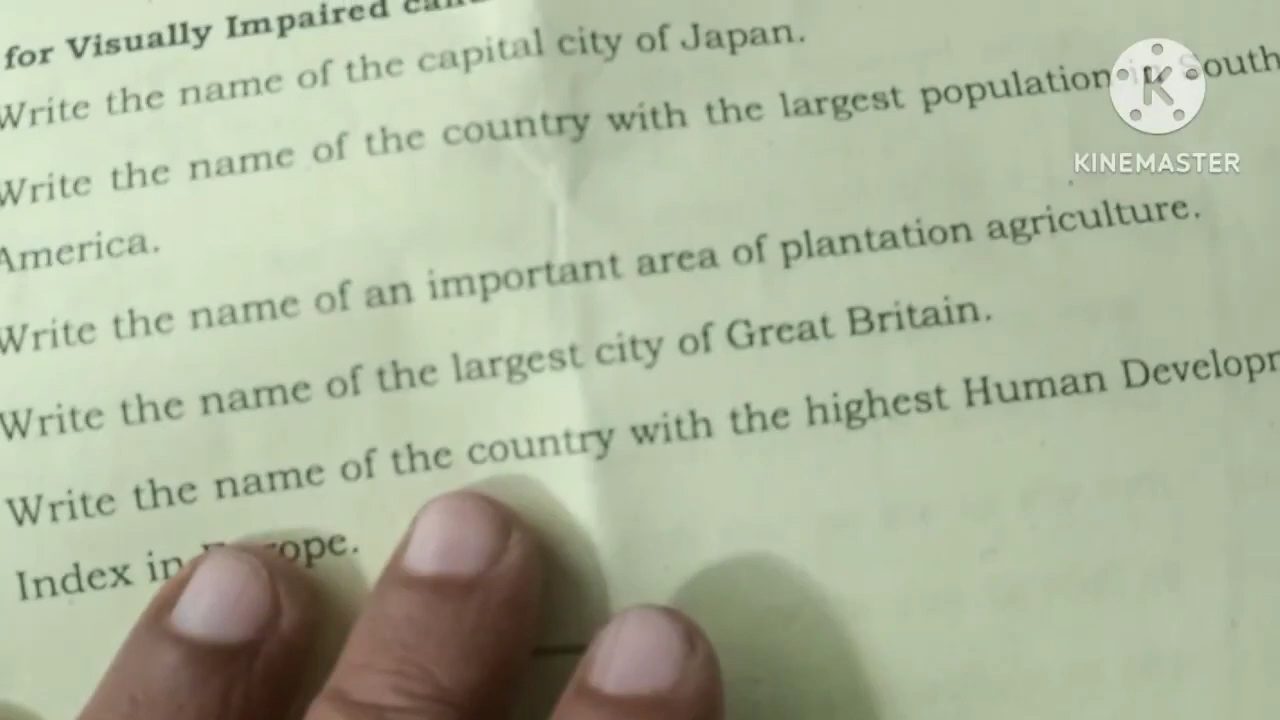 for Visually Impaired
Write the name of the capital city of Japan.
Write the name of the country with the largest population in South
America.
Write the name of an important area of plantation agriculture.
Write the name of the largest city of Great Britain.
Write the name of the country with the highest Human
Index in
KINEMASTER